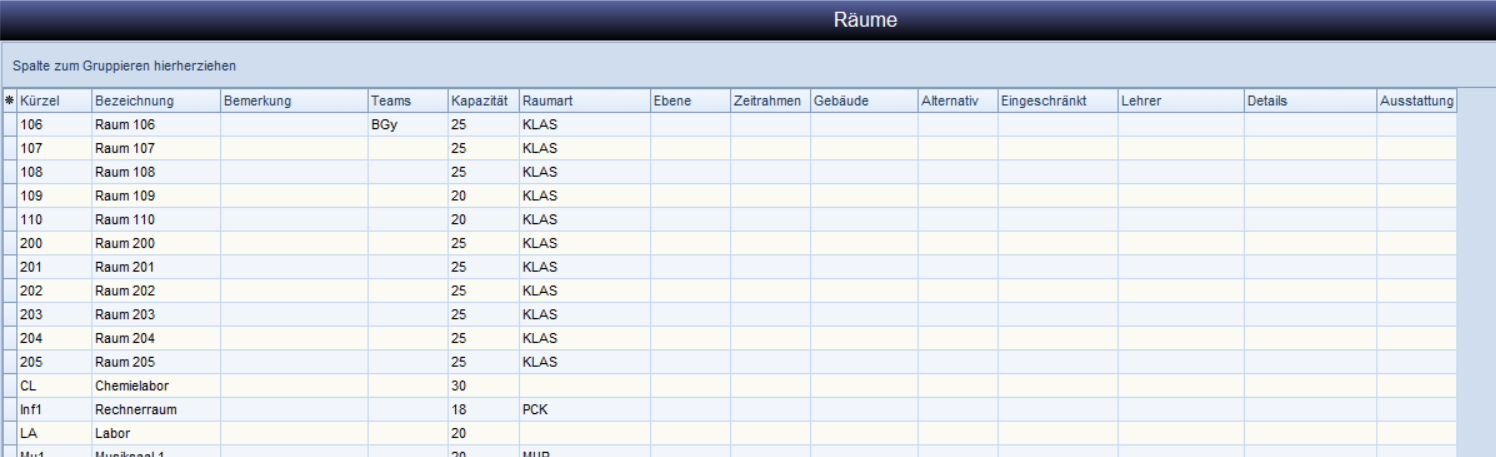 Räume
Spalte zum Gruppieren hierherziehen
Kürzel Bezeichnung Bemerkung Teams Kapazität Raumart Ebene Zeitrahmen Gebäude Alternativ Eingeschränkt Lehrer Details Ausstattung
106 Raum 106 BGy 25 KLAS
107 Raum 107 25 KLAS
108 Raum 108 25 KLAS
109 Raum 109 20 KLAS
110 Raum 110 20 KLAS
200 Raum 200 25 KLAS
201 Raum 201 25 KLAS
202 Raum 202 25 KLAS
203 Raum 203 25 KLAS
204 Raum 204 25 KLAS
205 Raum 205 25 KLAS
CL Chemielabor 30
Inf1 Rechnerraum 18 PCK
LA Labor 20
Mu1 Musiksaal 1 20